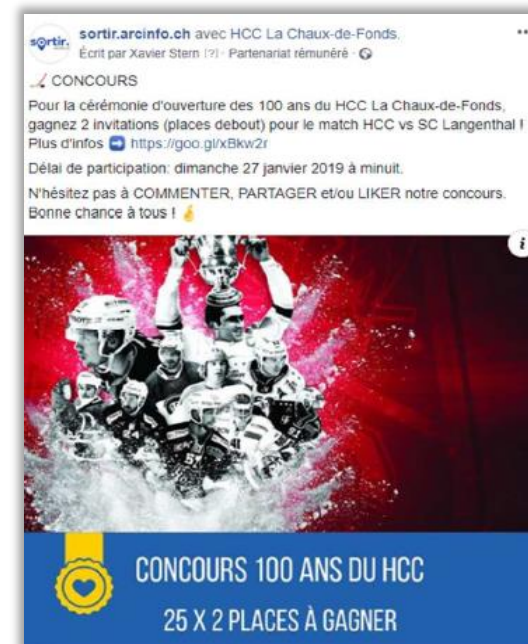 sortir.
sortir.arcinfo.ch avec HCC La Chaux-de-Fonds.
Écrit par Xavier Stern [?] · Partenariat rémunéré ·
CONCOURS
Pour la cérémonie d'ouverture des 100 ans du HCC La Chaux-de-Fonds,
gagnez 2 invitations (places debout) pour le match HCC vs SC Langenthal !
Plus d'infos ➡ https://goo.gl/xBkw2r
Délai de participation: dimanche 27 janvier 2019 à minuit.
N'hésitez pas à COMMENTER, PARTAGER et/ou LIKER notre concours.
Bonne chance à tous !
CONCOURS 100 ANS DU HCC
25 X 2 PLACES À GAGNER